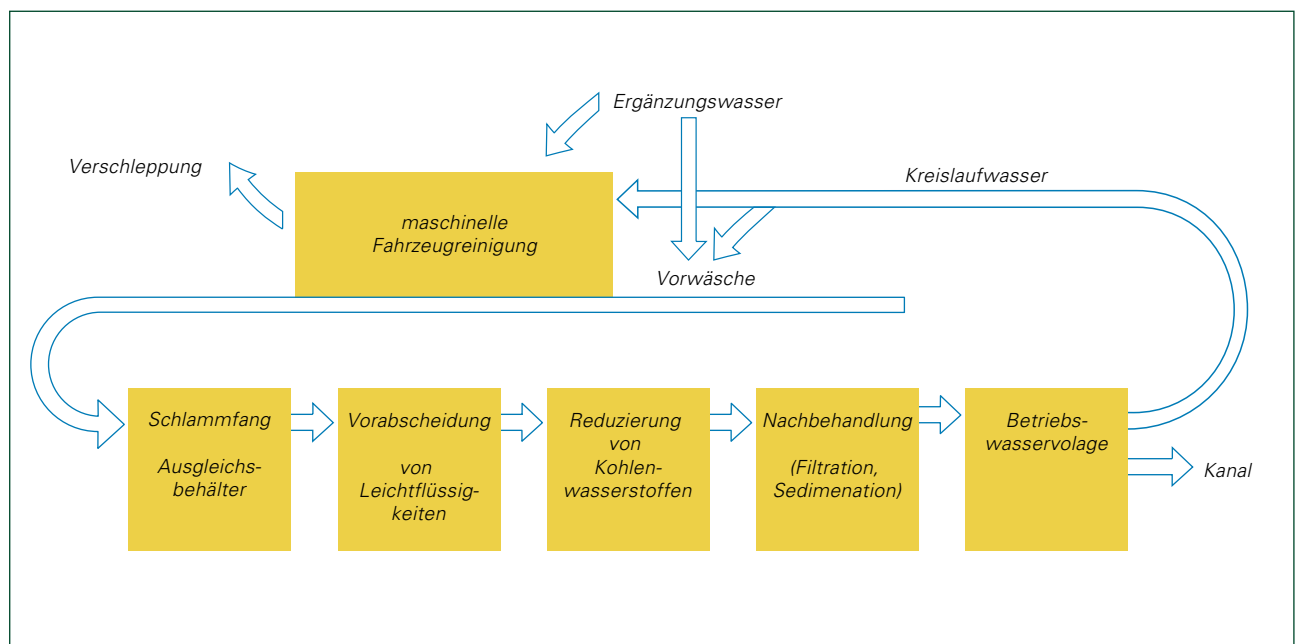 Ergänzungswasser
Verschleppung
Kreislaufwasser
maschinelle
Fahrzeugreinigung
Vorwäsche
Schlammfang
Ausgleichs-
behälter
Vorabscheidung
von
Leichtflüssig-
keiten
Reduzierung
von
Kohlen-
wasserstoffen
Nachbehandlung
(Filtration,
Sedimenation)
Betriebs-
wasservolage
Kanal